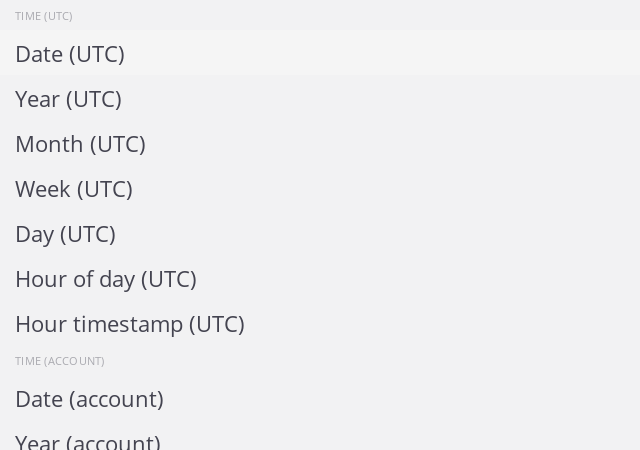 TIME (UTC)
Date (UTC)
Year (UTC)
Month (UTC)
Week (UTC)
Day (UTC)
Hour of day (UTC)
Hour timestamp (UTC)
TIME (ACCOUNT)
Date (account)
Year (account)